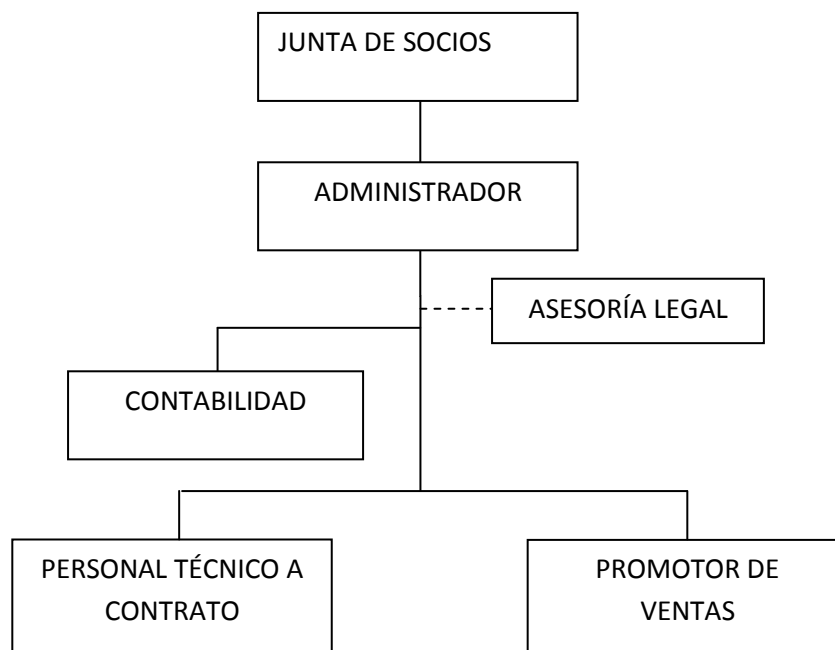 JUNTA DE SOCIOS
ADMINISTRADOR
ASESORÍA LEGAL
CONTABILIDAD
PERSONAL TÉCNICO A
CONTRATO
PROMOTOR DE
VENTAS